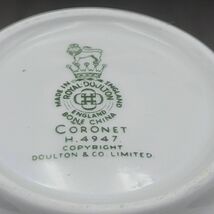 MADE IN ENGLAND
ROYAL DOULTON
ENGLAND
BONE CHINA
CORONET
H.4947.
COPYRIGHT
DOULTON & CO. LIMITED.